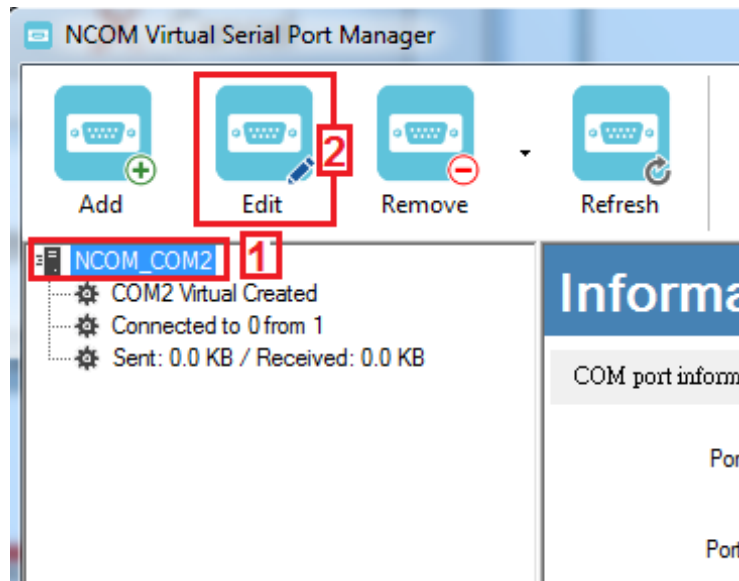 NCOM Virtual Serial Port Manager
2
Add Edit Remove Refresh
NCOM_COM2 1
COM2 Virtual Created
Connected to 0 from 1
Sent: 0.0 KB / Received: 0.0 KB
Informa
COM port inform
Por
Port